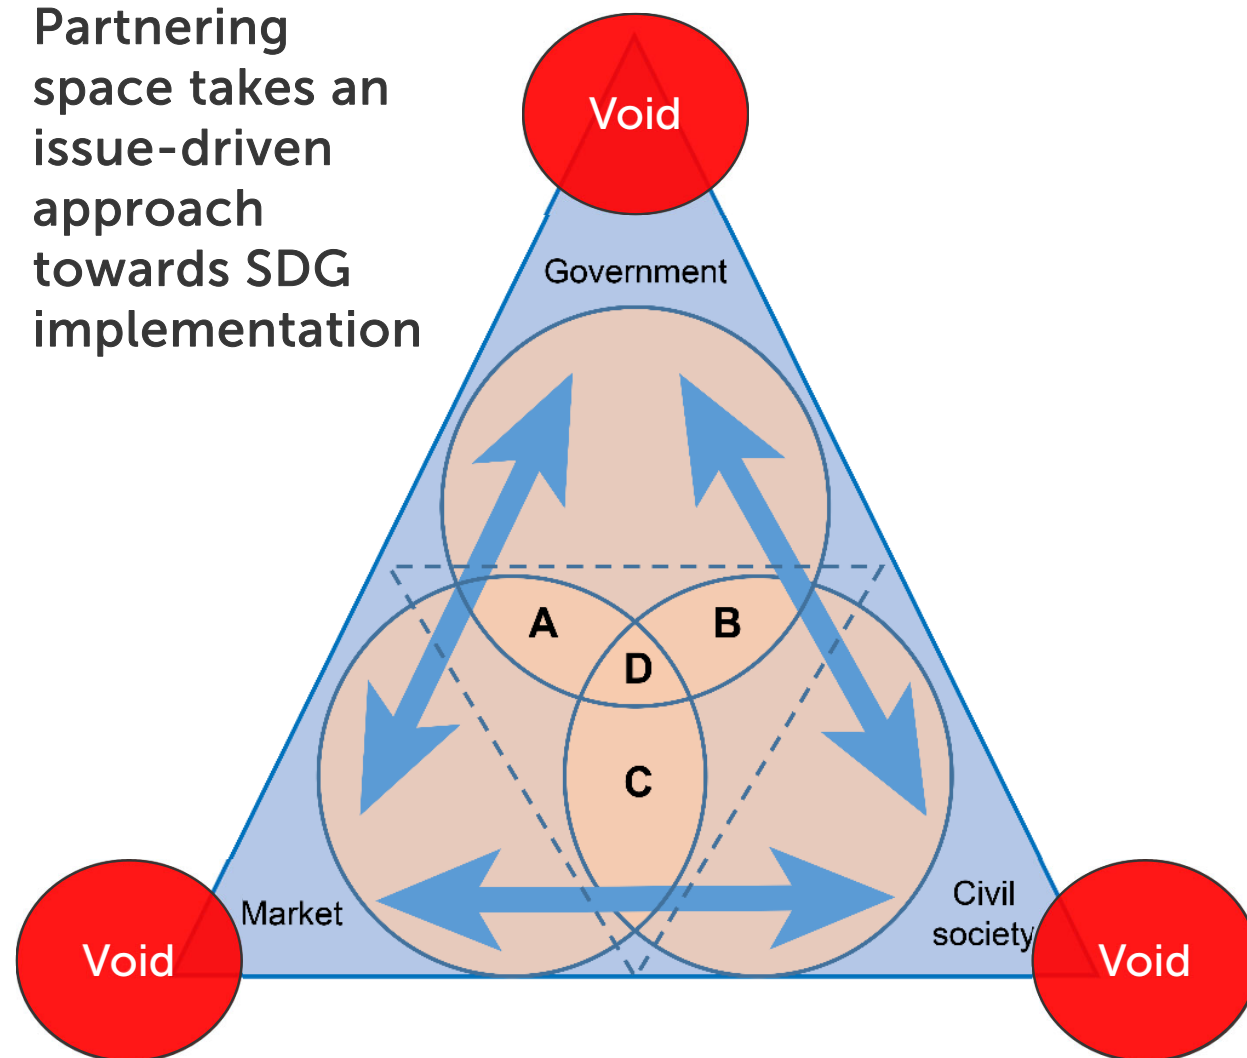 Partnering
space takes an
issue-driven
approach
towards SDG
implementation
Void
Government
A
B
D
C
Market
Civil
society
Void
Void